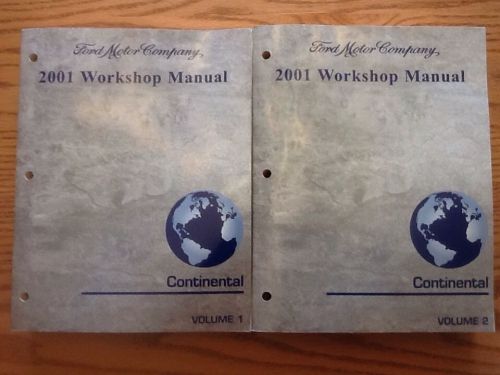 Ford Motor Company,
2001 Workshop Manual
Continental
VOLUME 1
Ford Motor Company,
2001 Workshop Manual
Continental
VOLUME 2